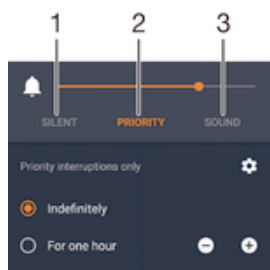 1 2 3
SILENT PRIORITY SOUND
Priority interruptions only
Indefinitely
For one hour